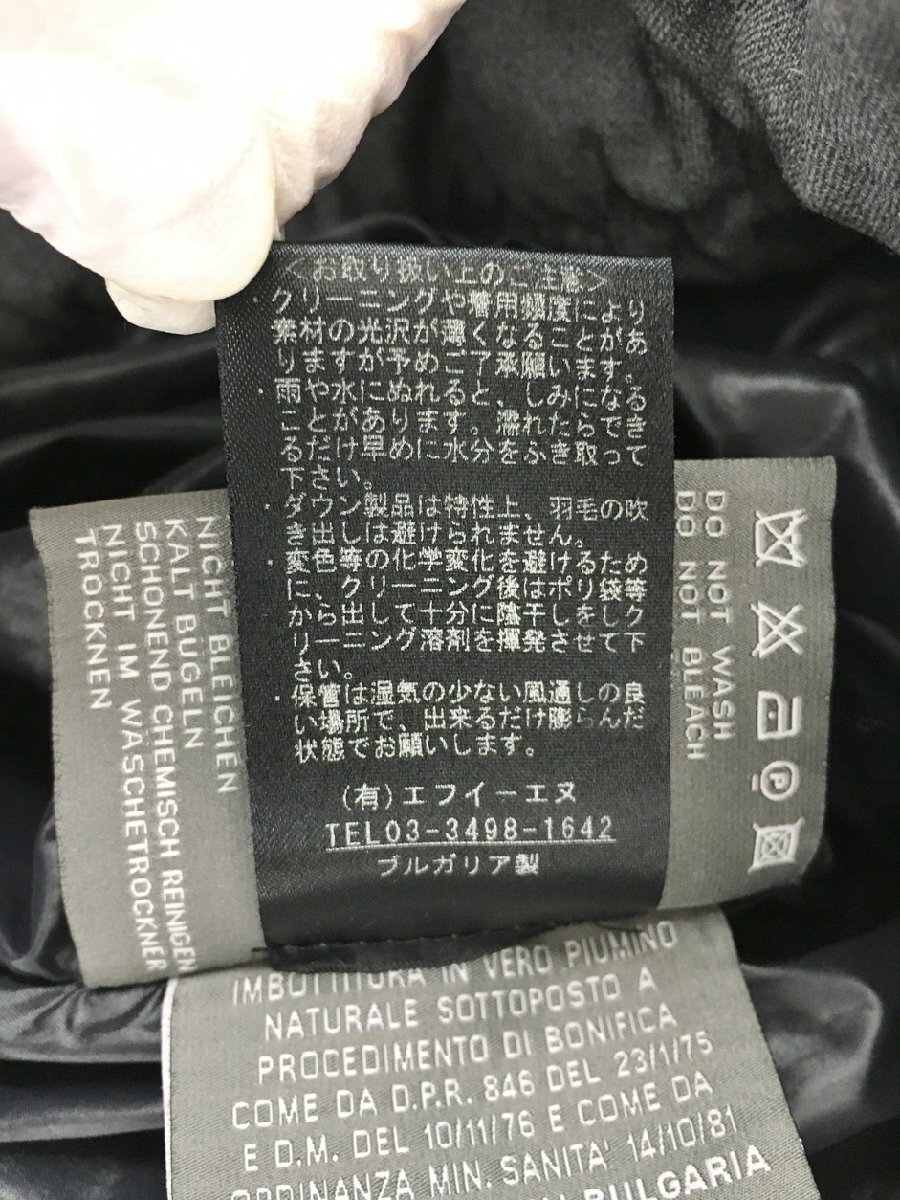 <お取り扱い上のご注意>
・クリーニングや着用頻度により
素材の光沢が薄くなることがあ
りますが予めご了承願います。
・雨や水にぬれると、しみになる
ことがあります。濡れたらでき
るだけ早めに水分をふき取って
下さい。
・ダウン製品は特性上、羽毛の吹
き出しは避けられません。
・変色等の化学変化を避けるため
に、クリーニング後はポリ袋等
から出して十分に陰干しをしク
リーニング溶剤を揮発させて下
さい。
・保管は湿気の少ない風通しの良
い場所で、出来るだけ膨らんだ
状態でお願いします。
(有)エフイーエヌ
TEL03-3498-1642
ブルガリア製
DO NOT WASH
DO NOT BLEACH
P
NICHT BLEICHEN
KALT BUGELN
SCHONEND CHEMISCH REINIGEN
NICHT IM WASCHETROCKNER
TROCKNEN
IMBOTTITURA IN VERO PIUMINO
NATURALE SOTTOPOSTO A
PROCEDIMENTO DI BONIFICA
COME DA D.P.R. 846 DEL 23/1/75
E D.M. DEL 10/11/76 E COME DA
ORDINANZA MIN. SANITA' 14/10/81
BULGARIA